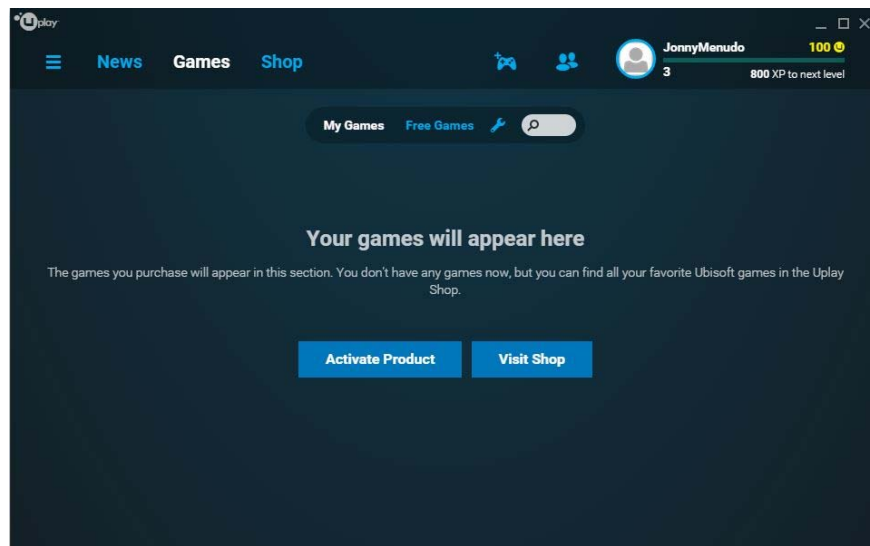 Uplay
News Games Shop
JonnyMenudo 100
3 800 XP to next level
My Games Free Games
Your games will appear here
The games you purchase will appear in this section. You don't have any games now, but you can find all your favorite Ubisoft games in the Uplay
Shop.
Activate Product Visit Shop